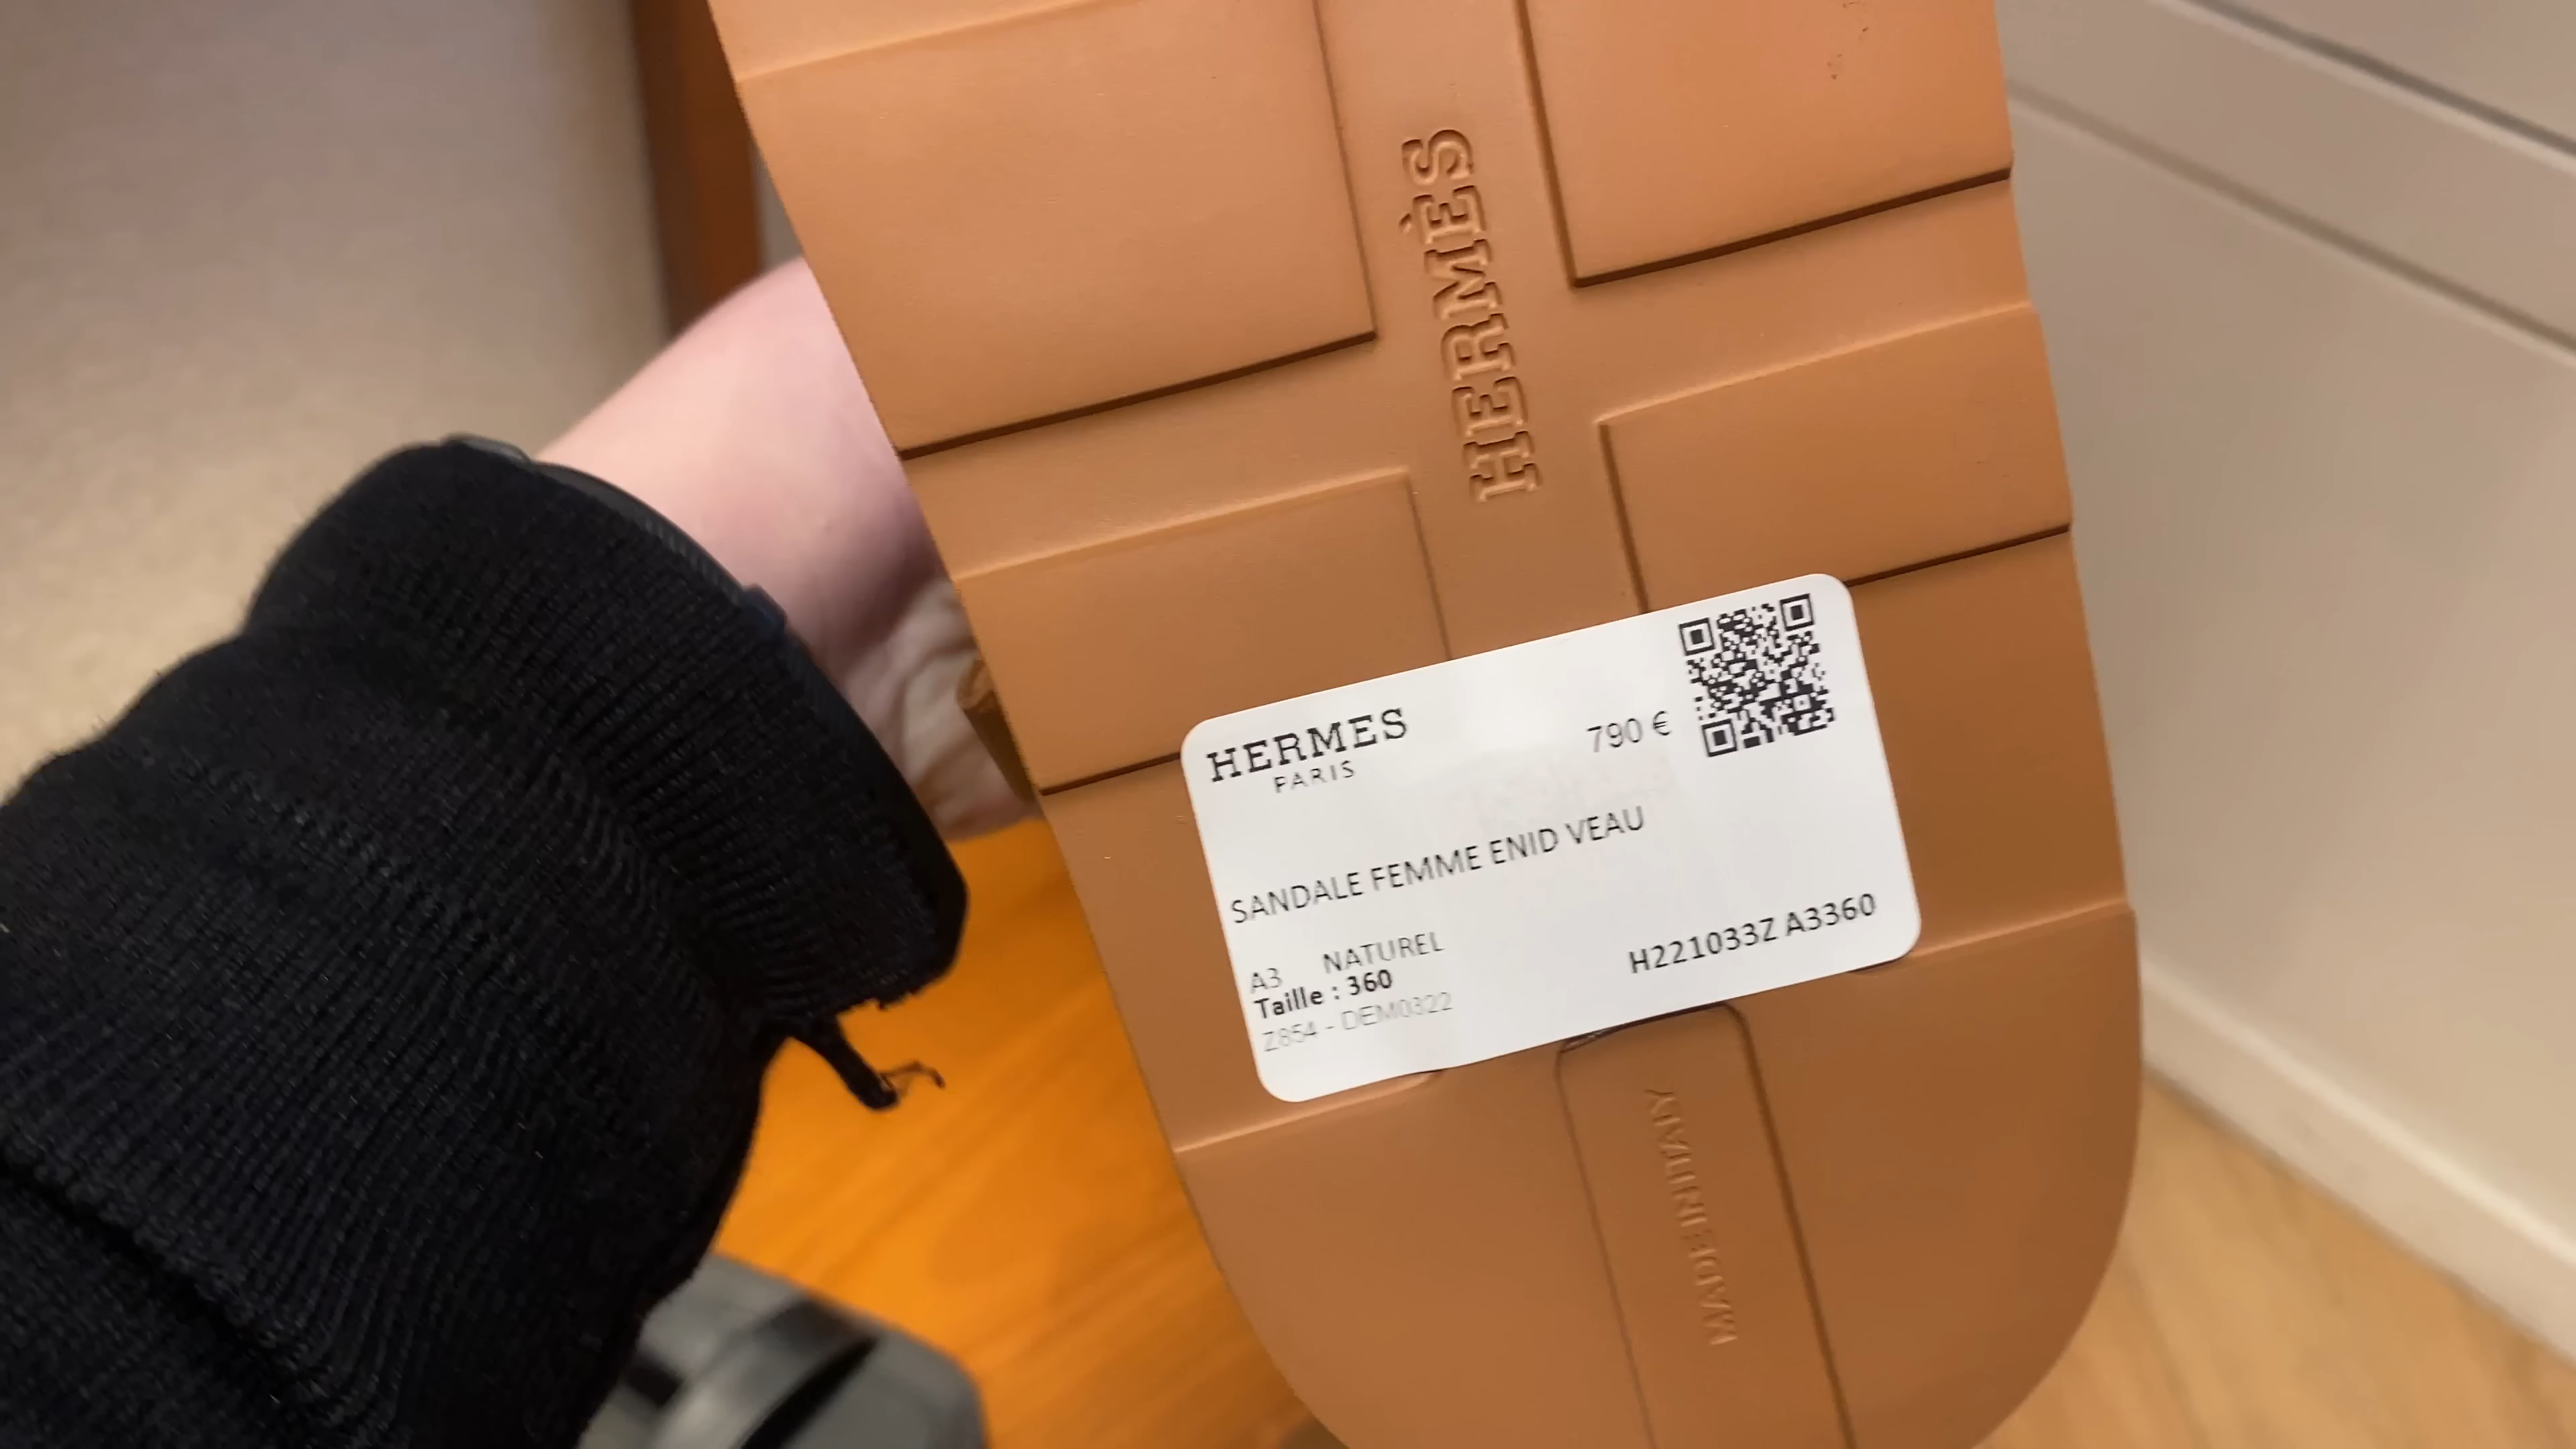 HERMÈS
HERMES
PARIS
790 €
SANDALE FEMME ENID VEAU
A3 NATUREL
Taille : 360
H221033Z A3360
Z854 - DEM0322
MADE IN ITALY